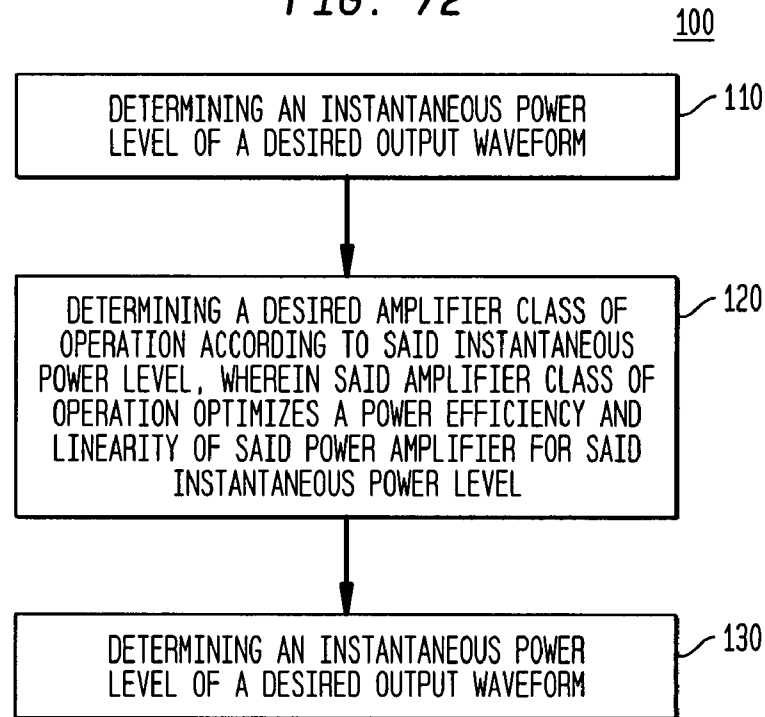 FIG. 72
100
DETERMINING AN INSTANTANEOUS POWER
LEVEL OF A DESIRED OUTPUT WAVEFORM
110
DETERMINING A DESIRED AMPLIFIER CLASS OF
OPERATION ACCORDING TO SAID INSTANTANEOUS
POWER LEVEL, WHEREIN SAID AMPLIFIER CLASS OF
OPERATION OPTIMIZES A POWER EFFICIENCY AND
LINEARITY OF SAID POWER AMPLIFIER FOR SAID
INSTANTANEOUS POWER LEVEL
120
DETERMINING AN INSTANTANEOUS POWER
LEVEL OF A DESIRED OUTPUT WAVEFORM
130